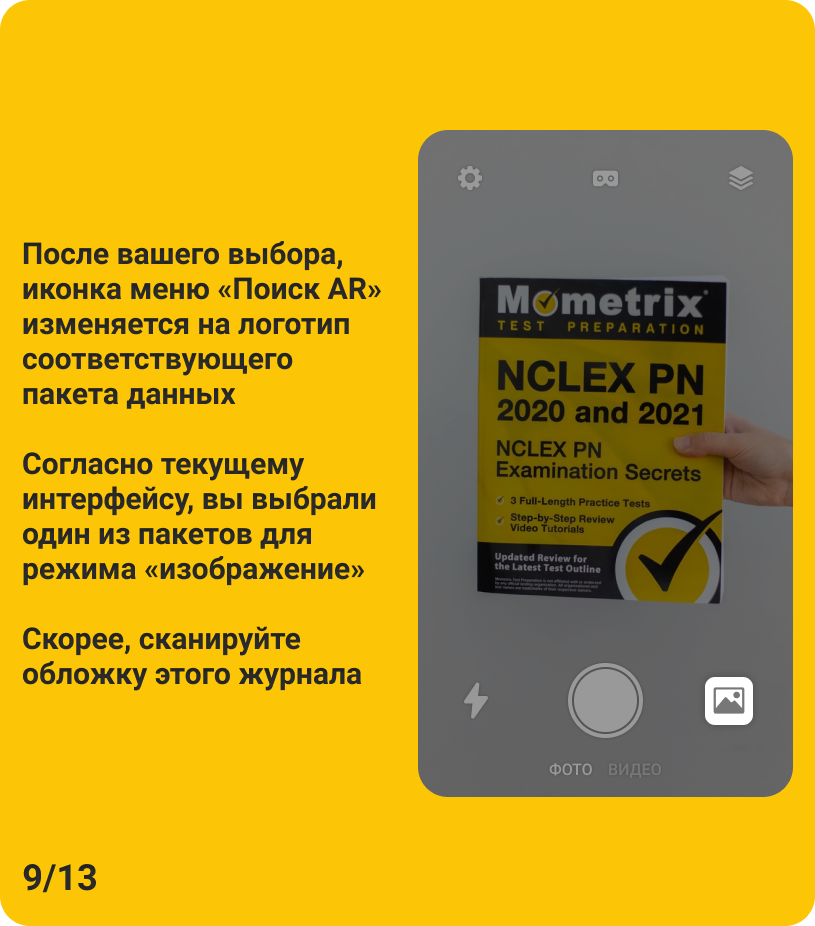 После вашего выбора,
иконка меню «Поиск AR»
изменяется на логотип
соответствующего
пакета данных
Согласно текущему
интерфейсу, вы выбрали
один из пакетов для
режима «изображение»
Скорее, сканируйте
обложку этого журнала
Mometrix
TEST PREPARATION
NCLEX PN
2020 and 2021
NCLEX PN
Examination Secrets
3 Full-Length Practice Tests
Step-by-Step Review
Video Tutorials
Updated Review for
the Latest Test Outline
ФОТО ВИДЕО
9/13